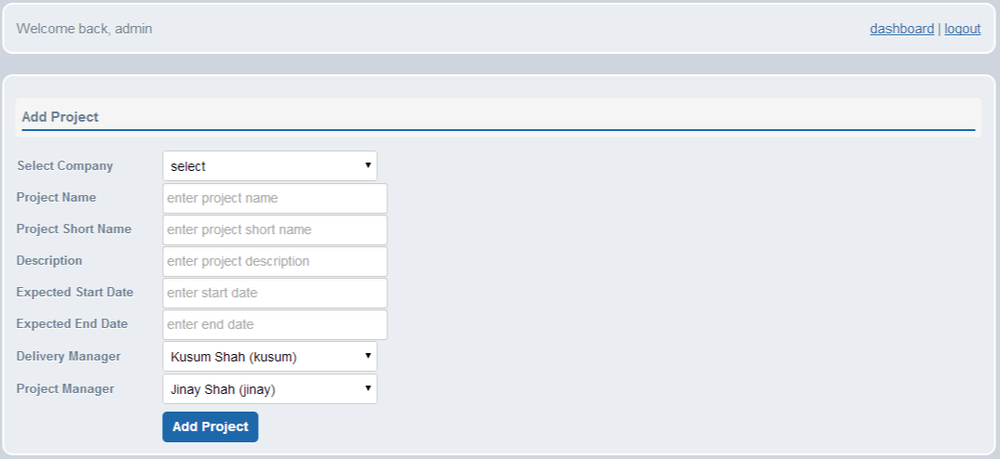 Welcome back, admin dashboard | logout
Add Project
Select Company select
Project Name enter project name
Project Short Name enter project short name
Description enter project description
Expected Start Date enter start date
Expected End Date enter end date
Delivery Manager Kusum Shah (kusum)
Project Manager Jinay Shah (jinay)
Add Project